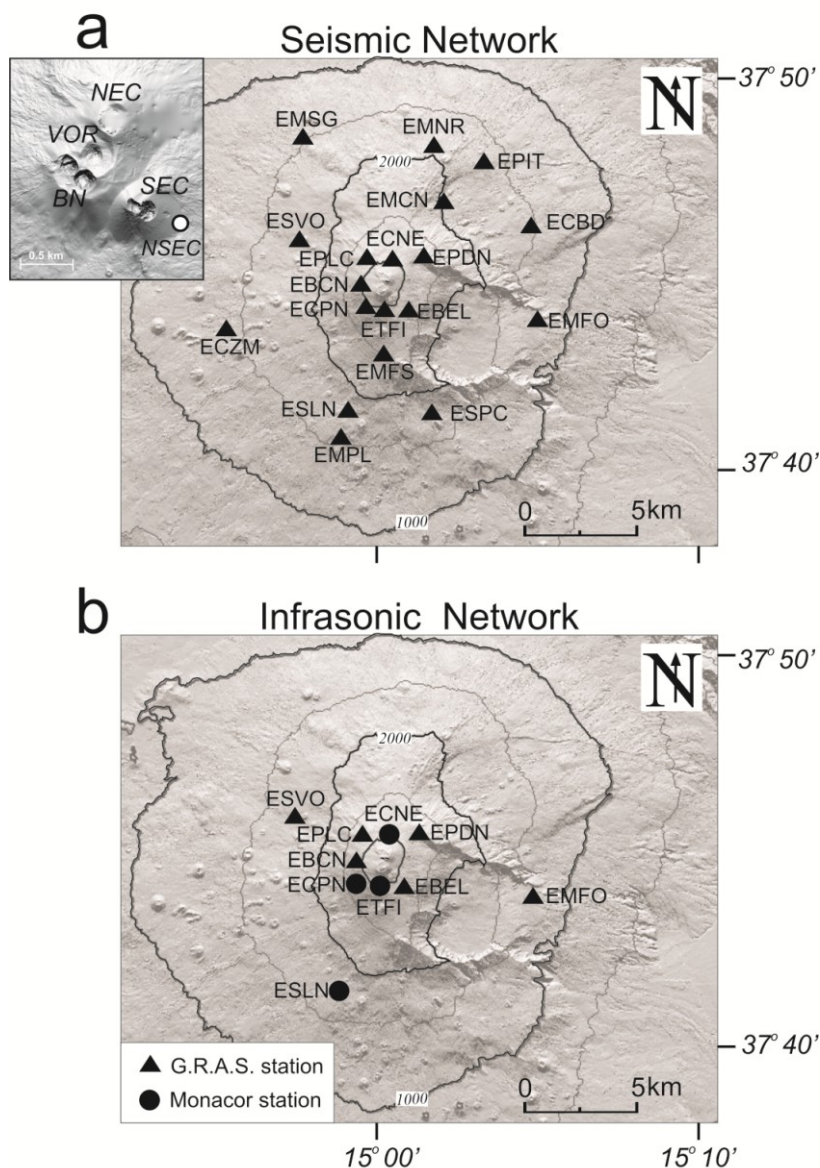 a
Seismic Network
NEC
VOR
BN
SEC
NSEC
0.5 km
N
37° 50'
EMSG
EMNR
2000
EPIT
EMCN
ECBD
ESVO
ECNE
EPLC
EPDN
EBCN
ECPN
EBEL
ETFI
EMFO
ECZM
EMFS
ESLN
ESPC
EMPL
37° 40'
0 5km
1000
b
Infrasonic Network
N
37° 50'
2000
ESVO
ECNE
EPLC
EPDN
EBCN
ECPN
EBEL
ETFI
EMFO
ESLN
37° 40'
G.R.A.S. station
Monacor station
0 5km
1000
15° 00' 15° 10'